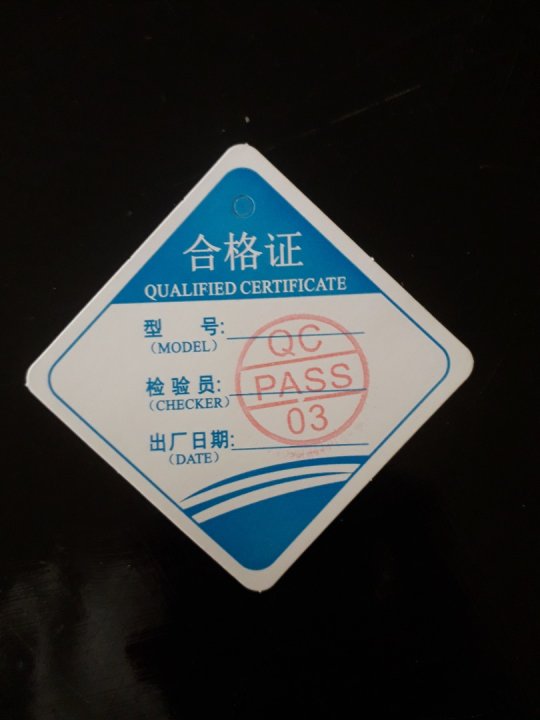 合格证
QUALIFIED CERTIFICATE
型 号:
（MODEL）
QC
检验员:
（CHECKER）
PASS
03
出厂日期:
（DATE）